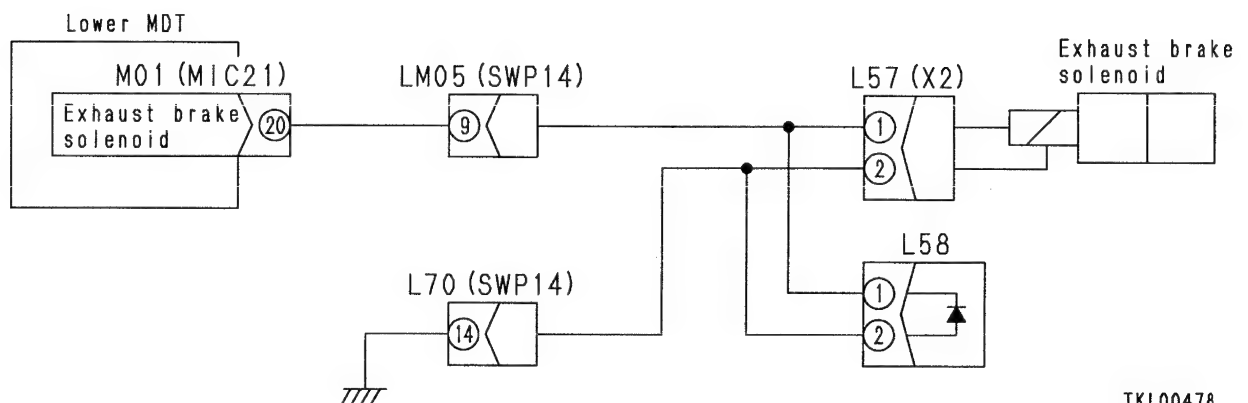 Lower MDT
M01 (MIC21)
Exhaust brake
solenoid
20
LM05 (SWP14)
9
L57 (X2)
1
2
Exhaust brake
solenoid
L58
1
2
L70 (SWP14)
14
TKL00478